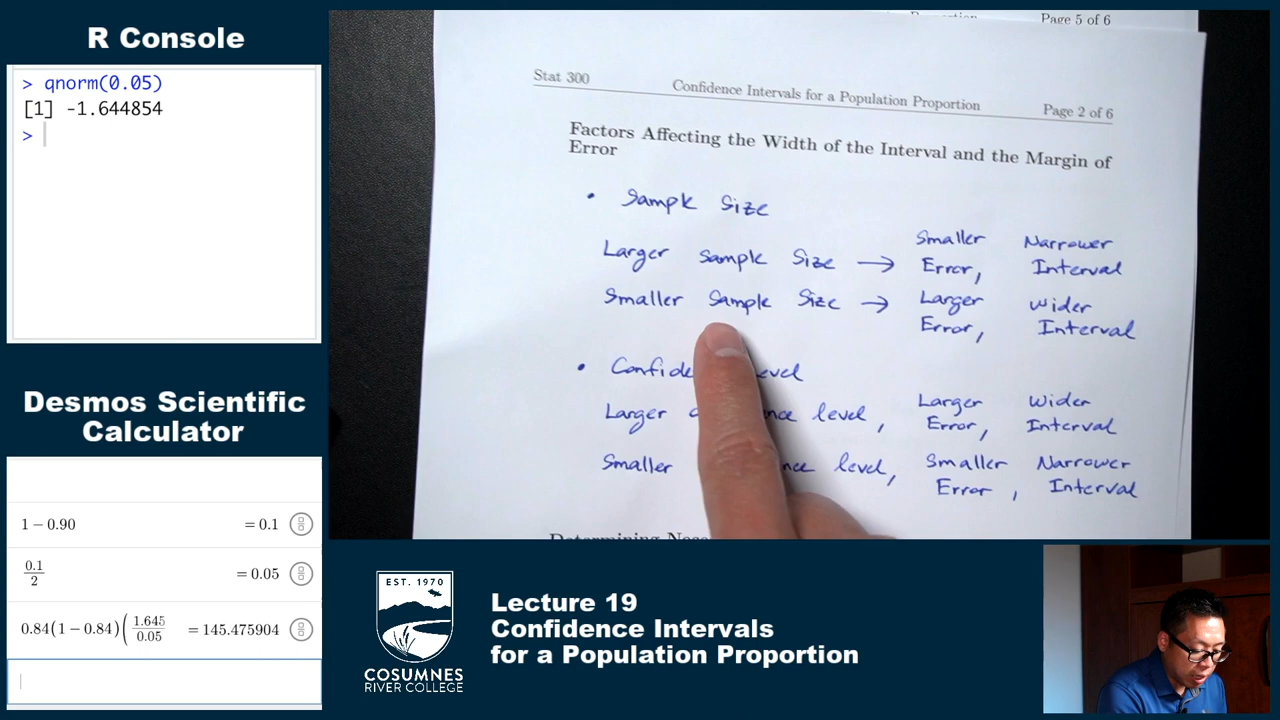 R Console
> qnorm(0.05)
[1] -1.644854
>
Desmos Scientific
Calculator
1 − 0.90 = 0.1
0.1/2 = 0.05
0.84(1 − 0.84)(1.645/0.05 = 145.475904
Page 5 of 6
Stat 300 Confidence Intervals for a Population Proportion Page 2 of 6
Factors Affecting the Width of the Interval and the Margin of
Error
• Sample Size
Larger Sample Size → Smaller Error, Narrower Interval
Smaller Sample Size → Larger Error, Wider Interval
• Confide evel
Larger nce level, Larger Error, Wider Interval
Smaller nce level, Smaller Error, Narrower Interval
EST. 1970
COSUMNES
RIVER COLLEGE
Lecture 19
Confidence Intervals
for a Population Proportion